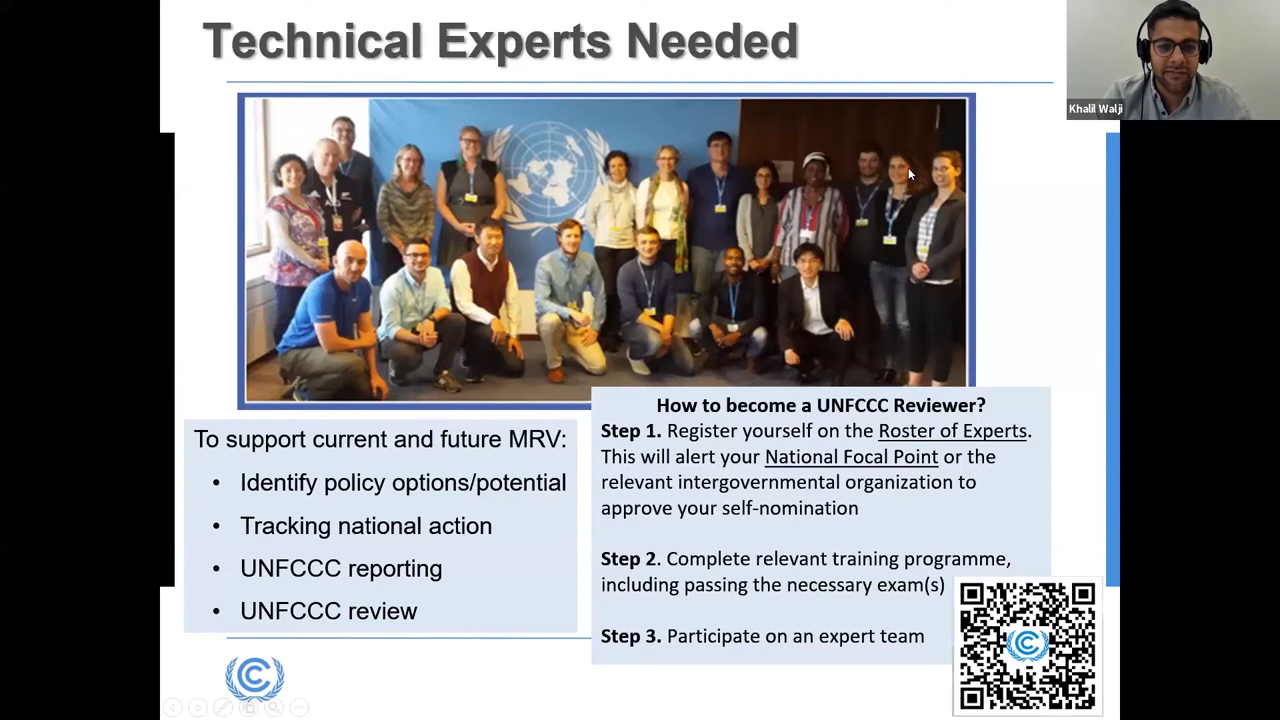 Technical Experts Needed
Khalil Walji
To support current and future MRV:
• Identify policy options/potential
• Tracking national action
• UNFCCC reporting
• UNFCCC review
How to become a UNFCCC Reviewer?
Step 1. Register yourself on the Roster of Experts.
This will alert your National Focal Point or the
relevant intergovernmental organization to
approve your self-nomination
Step 2. Complete relevant training programme,
including passing the necessary exam(s)
Step 3. Participate on an expert team